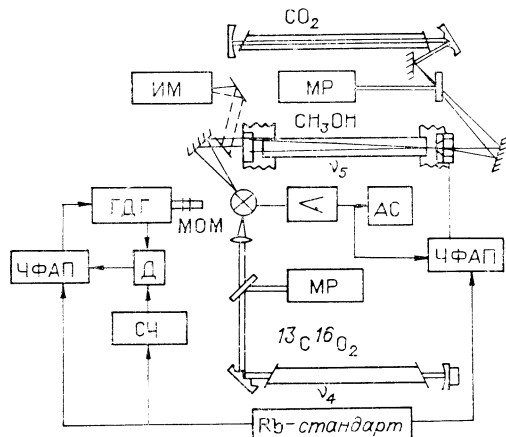 CO₂
ИМ
МР
CH₃OH
ν₅
ГДГ
МОМ
АС
ЧФАП
Д
ЧФАП
МР
СЧ
¹³C¹⁶O₂
ν₄
Rb-стандарт